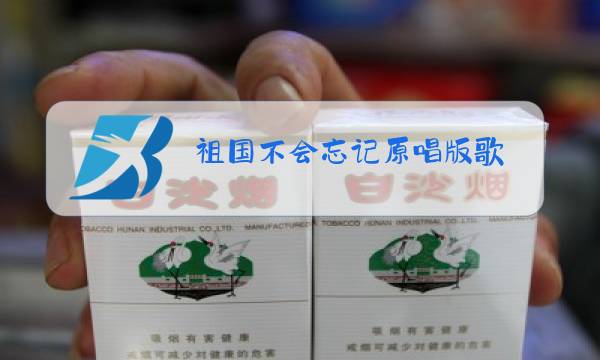 祖国不会忘记原唱版歌
白沙烟
白沙烟
TOBACCO HUNAN INDUSTRIAL CO.,LTD. MANUFACTURED
TOBACCO HUNAN INDUSTRIAL CO.,LTD. MANUFACTU
吸烟有害健康
戒烟可减少对健康的危害
吸烟有害健康
戒烟可减少对健康的危害